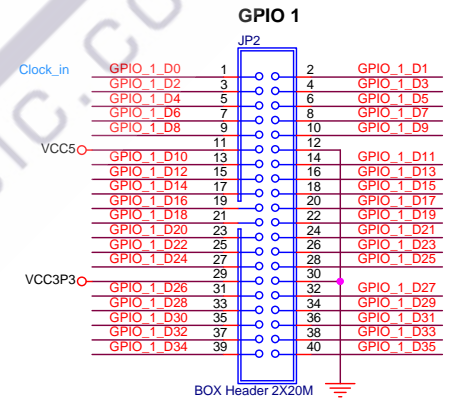 GPIO 1
JP2
Clock_in GPIO_1_D0 1 2 GPIO_1_D1
GPIO_1_D2 3 4 GPIO_1_D3
GPIO_1_D4 5 6 GPIO_1_D5
GPIO_1_D6 7 8 GPIO_1_D7
GPIO_1_D8 9 10 GPIO_1_D9
VCC5 11 12
GPIO_1_D10 13 14 GPIO_1_D11
GPIO_1_D12 15 16 GPIO_1_D13
GPIO_1_D14 17 18 GPIO_1_D15
GPIO_1_D16 19 20 GPIO_1_D17
GPIO_1_D18 21 22 GPIO_1_D19
GPIO_1_D20 23 24 GPIO_1_D21
GPIO_1_D22 25 26 GPIO_1_D23
GPIO_1_D24 27 28 GPIO_1_D25
VCC3P3 29 30
GPIO_1_D26 31 32 GPIO_1_D27
GPIO_1_D28 33 34 GPIO_1_D29
GPIO_1_D30 35 36 GPIO_1_D31
GPIO_1_D32 37 38 GPIO_1_D33
GPIO_1_D34 39 40 GPIO_1_D35
BOX Header 2X20M